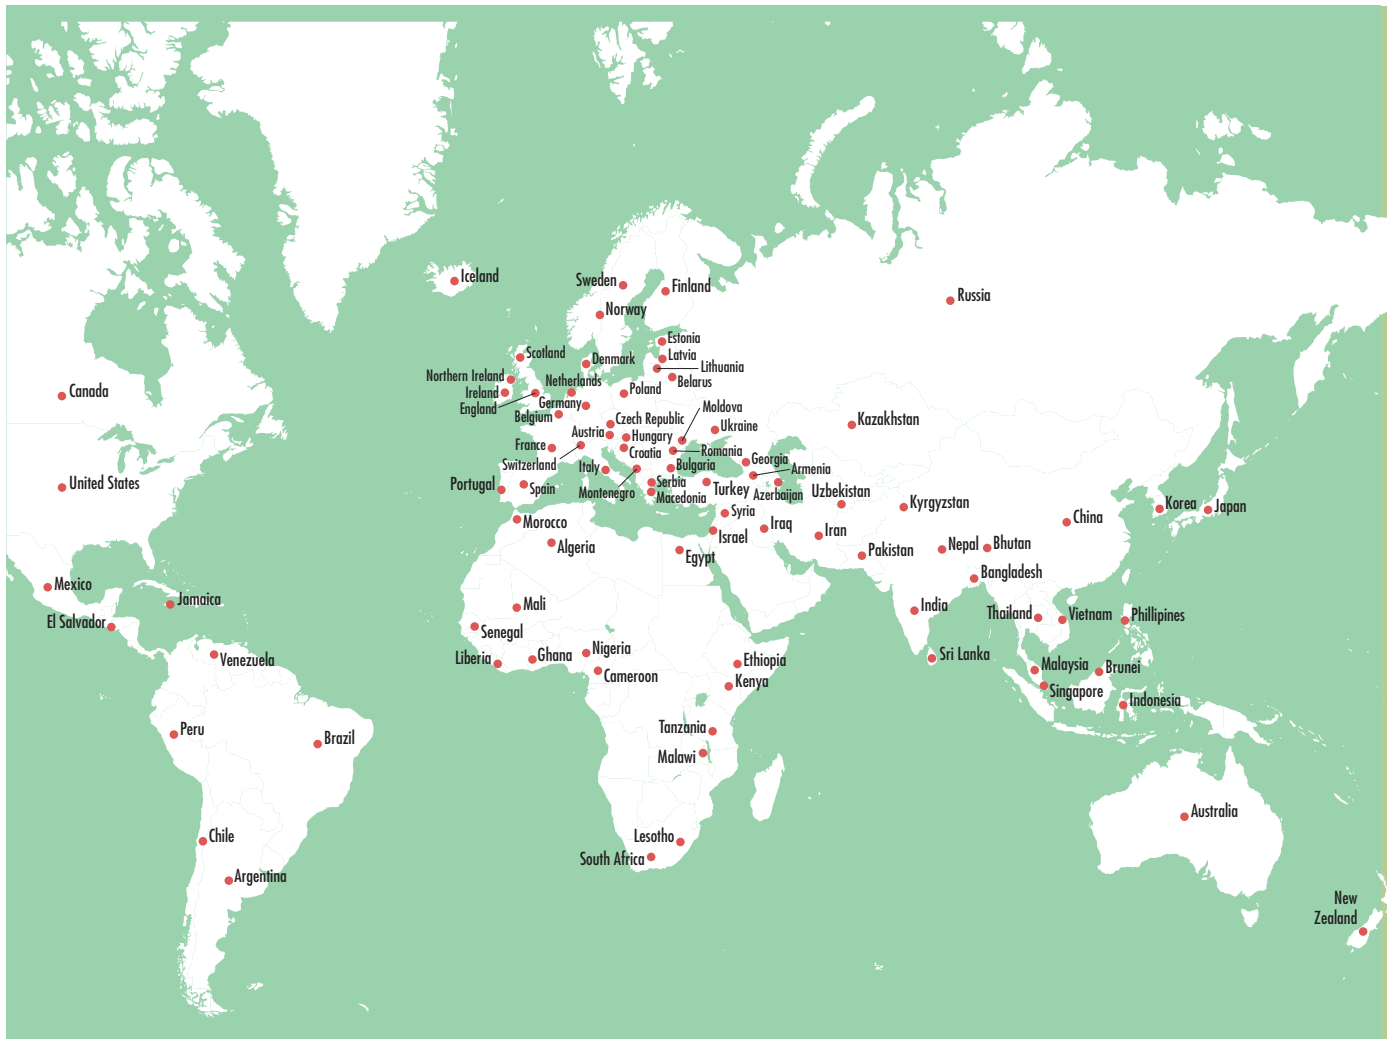 Iceland
Sweden
Finland
Russia
Norway
Estonia
Scotland
Latvia
Denmark
Lithuania
Northern Ireland
Netherlands
Belarus
Canada
Ireland
Poland
England
Germany
Moldova
Belgium
Czech Republic
Kazakhstan
Ukraine
Austria
Hungary
France
Croatia
Romania
Switzerland
Italy
Bulgaria
Georgia
Armenia
United States
Portugal
Spain
Montenegro
Serbia
Macedonia
Turkey
Azerbaijan
Uzbekistan
Kyrgyzstan
Korea
Japan
Syria
China
Morocco
Iraq
Iran
Israel
Algeria
Egypt
Pakistan
Nepal
Bhutan
Bangladesh
Mexico
Jamaica
El Salvador
Mali
Senegal
India
Thailand
Vietnam
Phillipines
Venezuela
Liberia
Ghana
Nigeria
Cameroon
Ethiopia
Kenya
Sri Lanka
Malaysia
Brunei
Singapore
Indonesia
Peru
Brazil
Tanzania
Malawi
Australia
Chile
Lesotho
South Africa
Argentina
New
Zealand